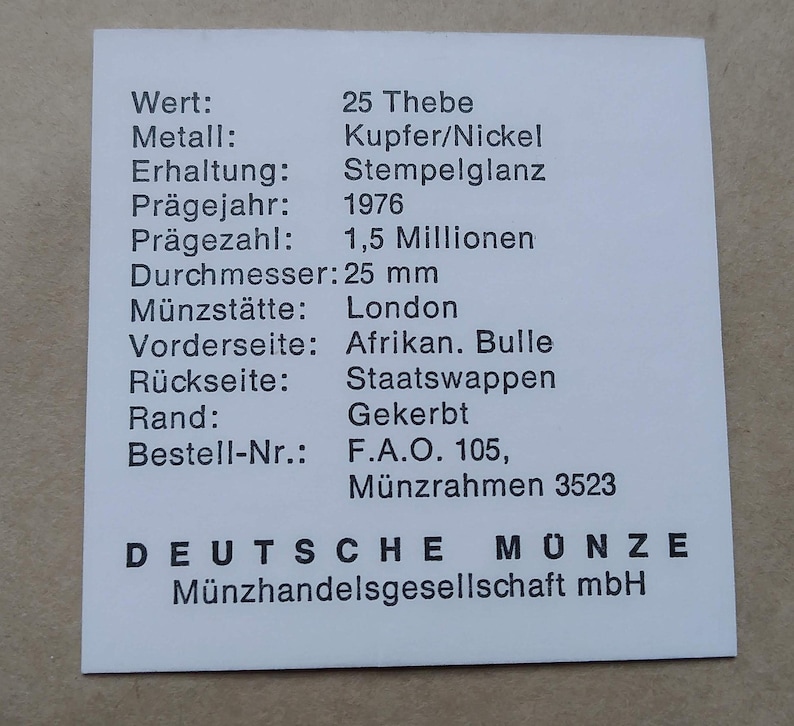 Wert: 25 Thebe
Metall: Kupfer/Nickel
Erhaltung: Stempelglanz
Prägejahr: 1976
Prägezahl: 1,5 Millionen
Durchmesser: 25 mm
Münzstätte: London
Vorderseite: Afrikan. Bulle
Rückseite: Staatswappen
Rand: Gekerbt
Bestell-Nr.: F.A.O. 105,
Münzrahmen 3523
DEUTSCHE MÜNZE
Münzhandelsgesellschaft mbH